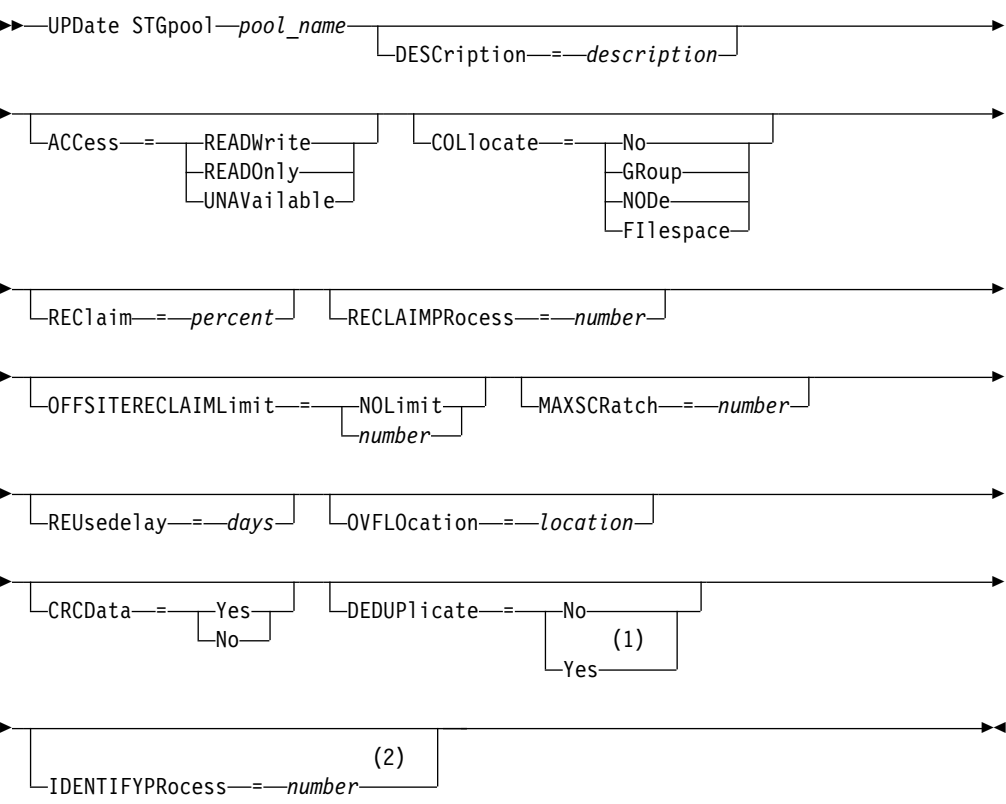 UPDate STGpool pool_name
DESCription = description
ACCess = READWrite
READOnly
UNAVailable
COLlocate = No
GRoup
NODe
FIlespace
REClaim = percent
RECLAIMPRocess = number
OFFSITERECLAIMLimit = NOLimit
number
MAXSCRatch = number
REUsedelay = days
OVFLOcation = location
CRCData = Yes
No
DEDUPlicate = No
(1)
Yes
(2)
IDENTIFYPRocess = number